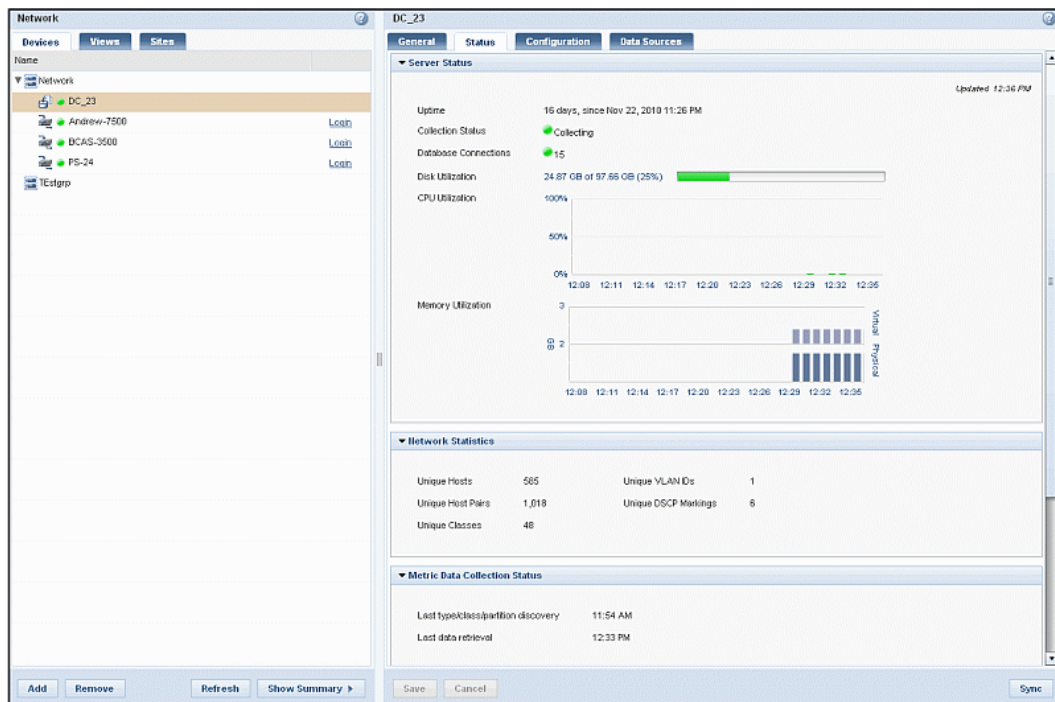 Network
Devices Views Sites
Name
Network
DC_23
Andrew-7500 Login
BCAS-3500 Login
PS-24 Login
TEstgrp
Add Remove Refresh Show Summary
DC_23
General Status Configuration Data Sources
Server Status
Updated 12:36 PM
Uptime 16 days, since Nov 22, 2010 11:26 PM
Collection Status Collecting
Database Connections 15
Disk Utilization 24.87 GB of 97.66 GB (25%)
CPU Utilization
100%
50%
0%
12:08 12:11 12:14 12:17 12:20 12:23 12:26 12:29 12:32 12:35
Memory Utilization
3
GB 2
Virtual Physical
12:08 12:11 12:14 12:17 12:20 12:23 12:26 12:29 12:32 12:35
Network Statistics
Unique Hosts 585 Unique VLAN IDs 1
Unique Host Pairs 1,018 Unique DSCP Markings 6
Unique Classes 48
Metric Data Collection Status
Last type/class/partition discovery 11:54 AM
Last data retrieval 12:33 PM
Save Cancel Sync